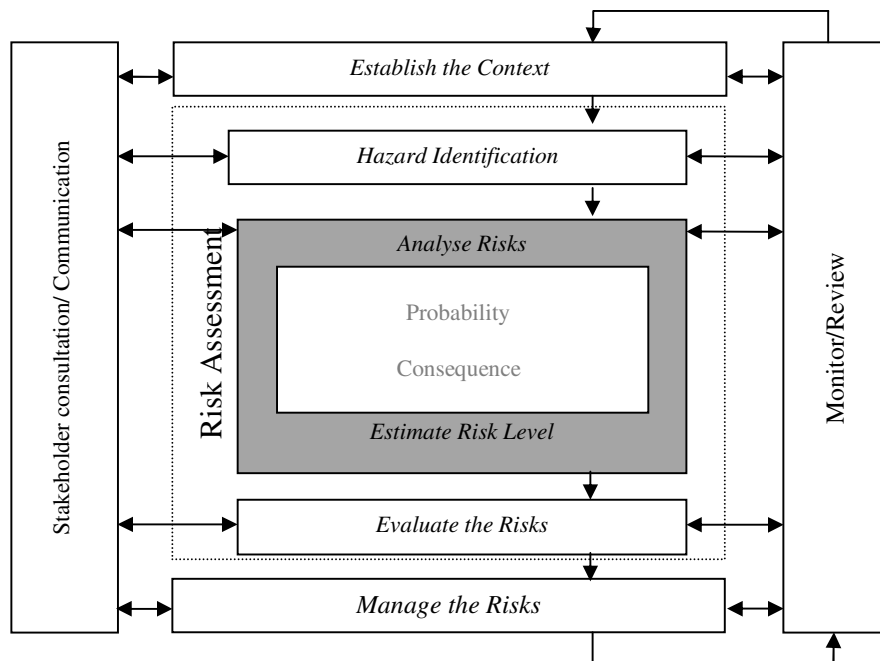 Stakeholder consultation/ Communication
Establish the Context
Risk Assessment
Hazard Identification
Analyse Risks
Probability
Consequence
Estimate Risk Level
Evaluate the Risks
Manage the Risks
Monitor/Review